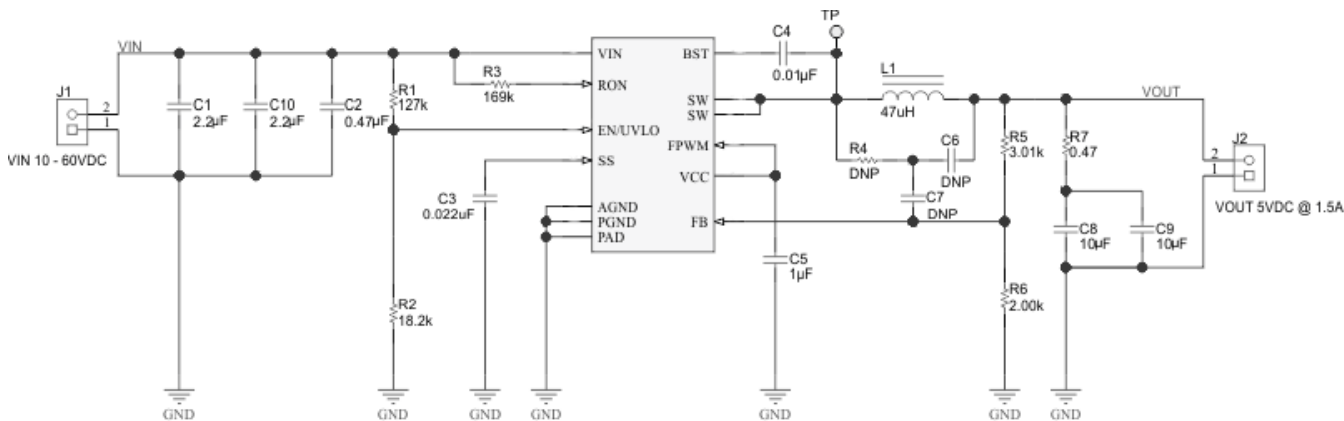 TP
VIN
VIN
BST
C4
0.01µF
R3
169k
RON
L1
47uH
J1
2
1
VIN 10 - 60VDC
C1
2.2µF
C10
2.2µF
C2
0.47µF
R1
127k
SW
SW
VOUT
EN/UVLO
FPWM
R4
DNP
C6
DNP
R5
3.01k
R7
0.47
J2
2
1
VOUT 5VDC @ 1.5A
SS
VCC
C3
0.022uF
C7
DNP
AGND
PGND
PAD
FB
C8
10µF
C9
10µF
C5
1µF
R2
18.2k
R6
2.00k
GND
GND
GND
GND
GND
GND
GND